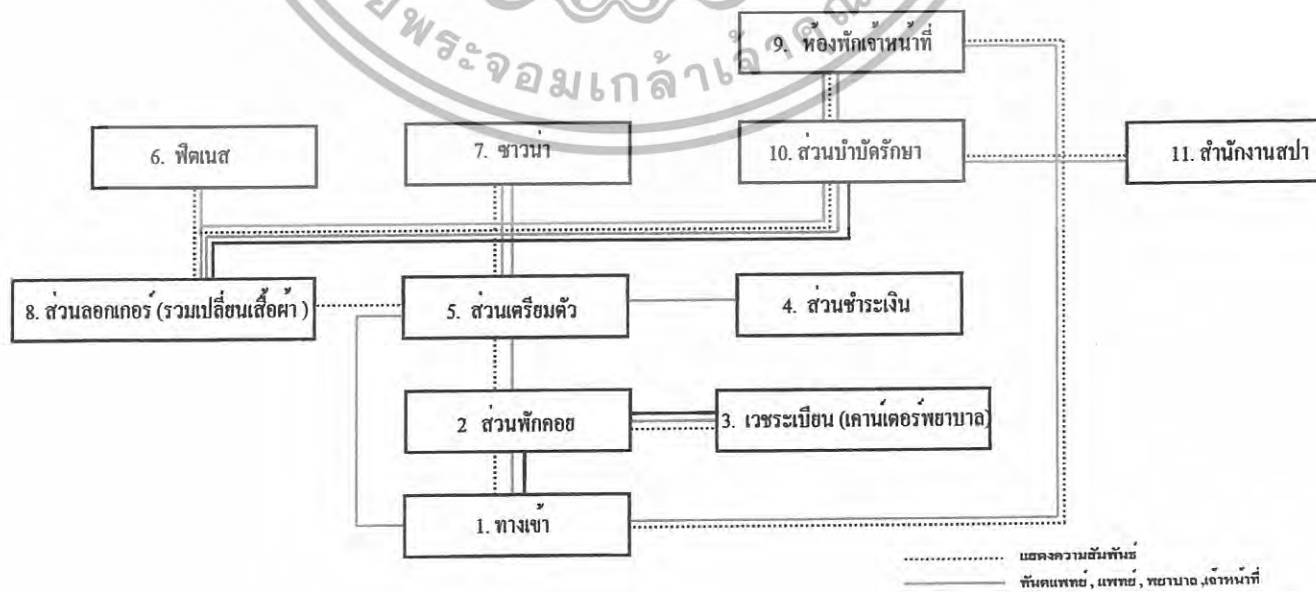 พระจอมเกล้าเจ้าคุณ
9. ห้องพักเจ้าหน้าที่
6. ฟิตเนส
7. ซาวน่า
10. ส่วนบำบัดรักษา
11. สำนักงานสปา
8. ส่วนลอกเกอร์ (รวมเปลี่ยนเสื้อผ้า )
5. ส่วนเตรียมตัว
4. ส่วนชำระเงิน
2 ส่วนพักคอย
3. เวชระเบียน (เคาน์เตอร์พยาบาล)
1. ทางเข้า
แสดงความสัมพันธ์
ทันตแพทย์ , แพทย์ , พยาบาล ,เจ้าหน้าที่